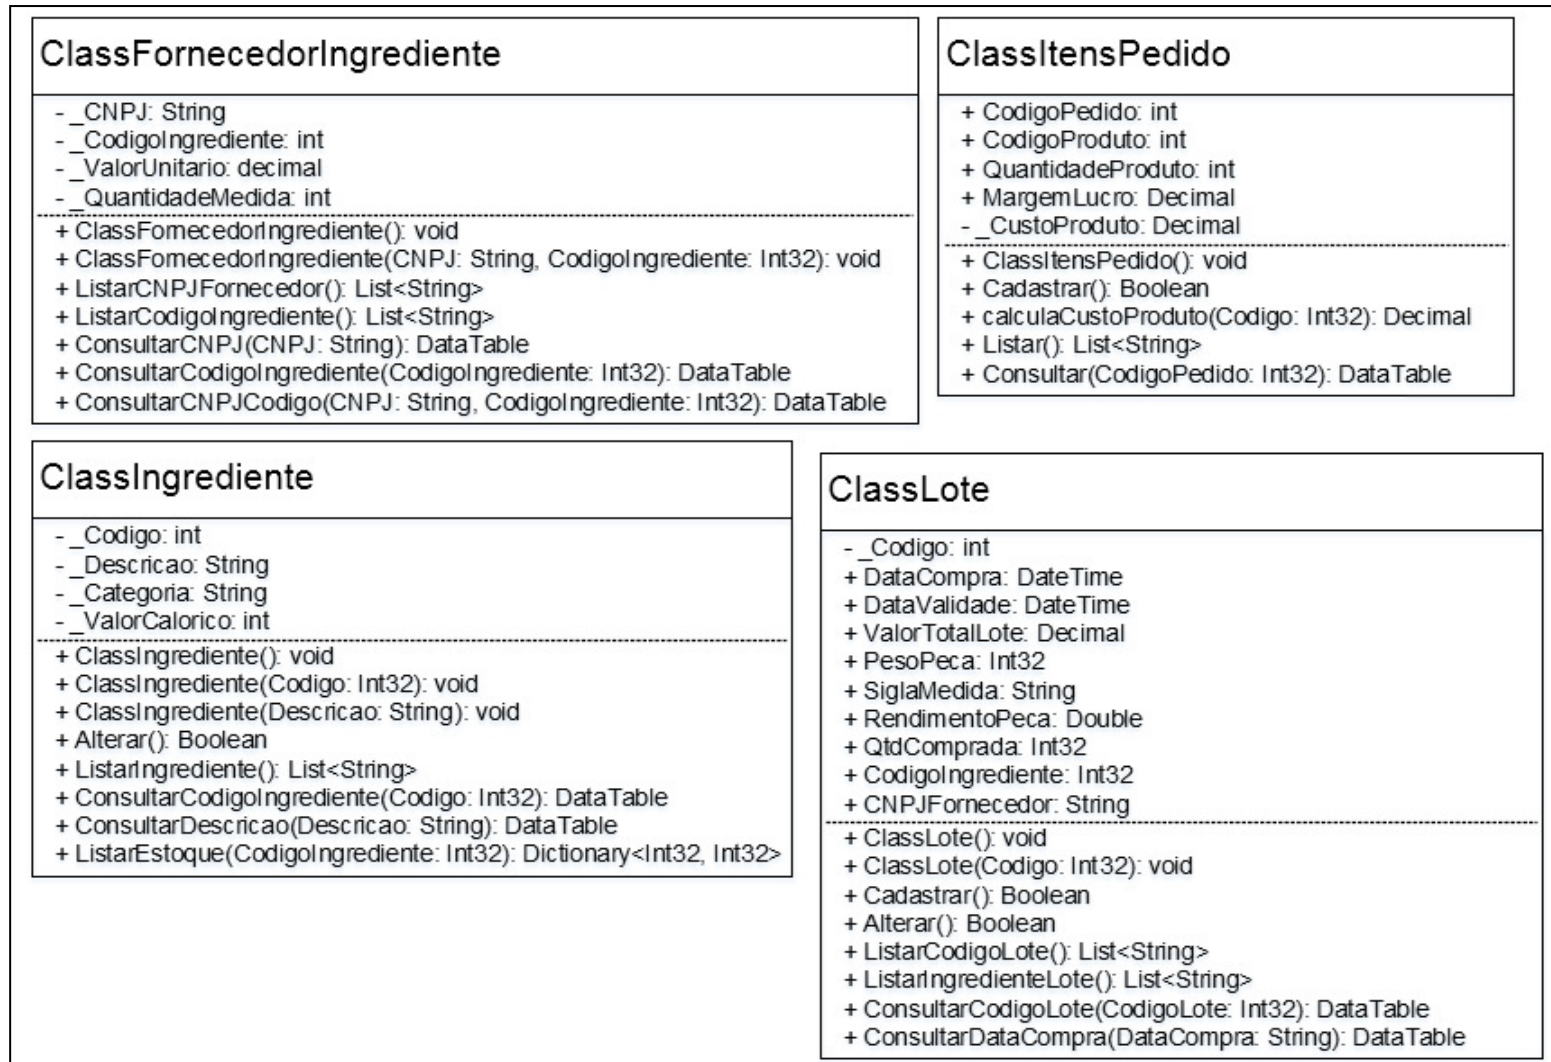 ClassFornecedorIngrediente
- _CNPJ: String
- _CodigoIngrediente: int
- _ValorUnitario: decimal
- _QuantidadeMedida: int
+ ClassFornecedorIngrediente(): void
+ ClassFornecedorIngrediente(CNPJ: String, CodigoIngrediente: Int32): void
+ ListarCNPJFornecedor(): List<String>
+ ListarCodigoIngrediente(): List<String>
+ ConsultarCNPJ(CNPJ: String): DataTable
+ ConsultarCodigoIngrediente(CodigoIngrediente: Int32): DataTable
+ ConsultarCNPJCodigo(CNPJ: String, CodigoIngrediente: Int32): DataTable
ClassItensPedido
+ CodigoPedido: int
+ CodigoProduto: int
+ QuantidadeProduto: int
+ MargemLucro: Decimal
- _CustoProduto: Decimal
+ ClassItensPedido(): void
+ Cadastrar(): Boolean
+ calculaCustoProduto(Codigo: Int32): Decimal
+ Listar(): List<String>
+ Consultar(CodigoPedido: Int32): DataTable
ClassIngrediente
- _Codigo: int
- _Descricao: String
- _Categoria: String
- _ValorCalorico: int
+ ClassIngrediente(): void
+ ClassIngrediente(Codigo: Int32): void
+ ClassIngrediente(Descricao: String): void
+ Alterar(): Boolean
+ ListarIngrediente(): List<String>
+ ConsultarCodigoIngrediente(Codigo: Int32): DataTable
+ ConsultarDescricao(Descricao: String): DataTable
+ ListarEstoque(CodigoIngrediente: Int32): Dictionary<Int32, Int32>
ClassLote
- _Codigo: int
+ DataCompra: DateTime
+ DataValidade: DateTime
+ ValorTotalLote: Decimal
+ PesoPeca: Int32
+ SiglaMedida: String
+ RendimentoPeca: Double
+ QtdComprada: Int32
+ CodigoIngrediente: Int32
+ CNPJFornecedor: String
+ ClassLote(): void
+ ClassLote(Codigo: Int32): void
+ Cadastrar(): Boolean
+ Alterar(): Boolean
+ ListarCodigoLote(): List<String>
+ ListarIngredienteLote(): List<String>
+ ConsultarCodigoLote(CodigoLote: Int32): DataTable
+ ConsultarDataCompra(DataCompra: String): DataTable